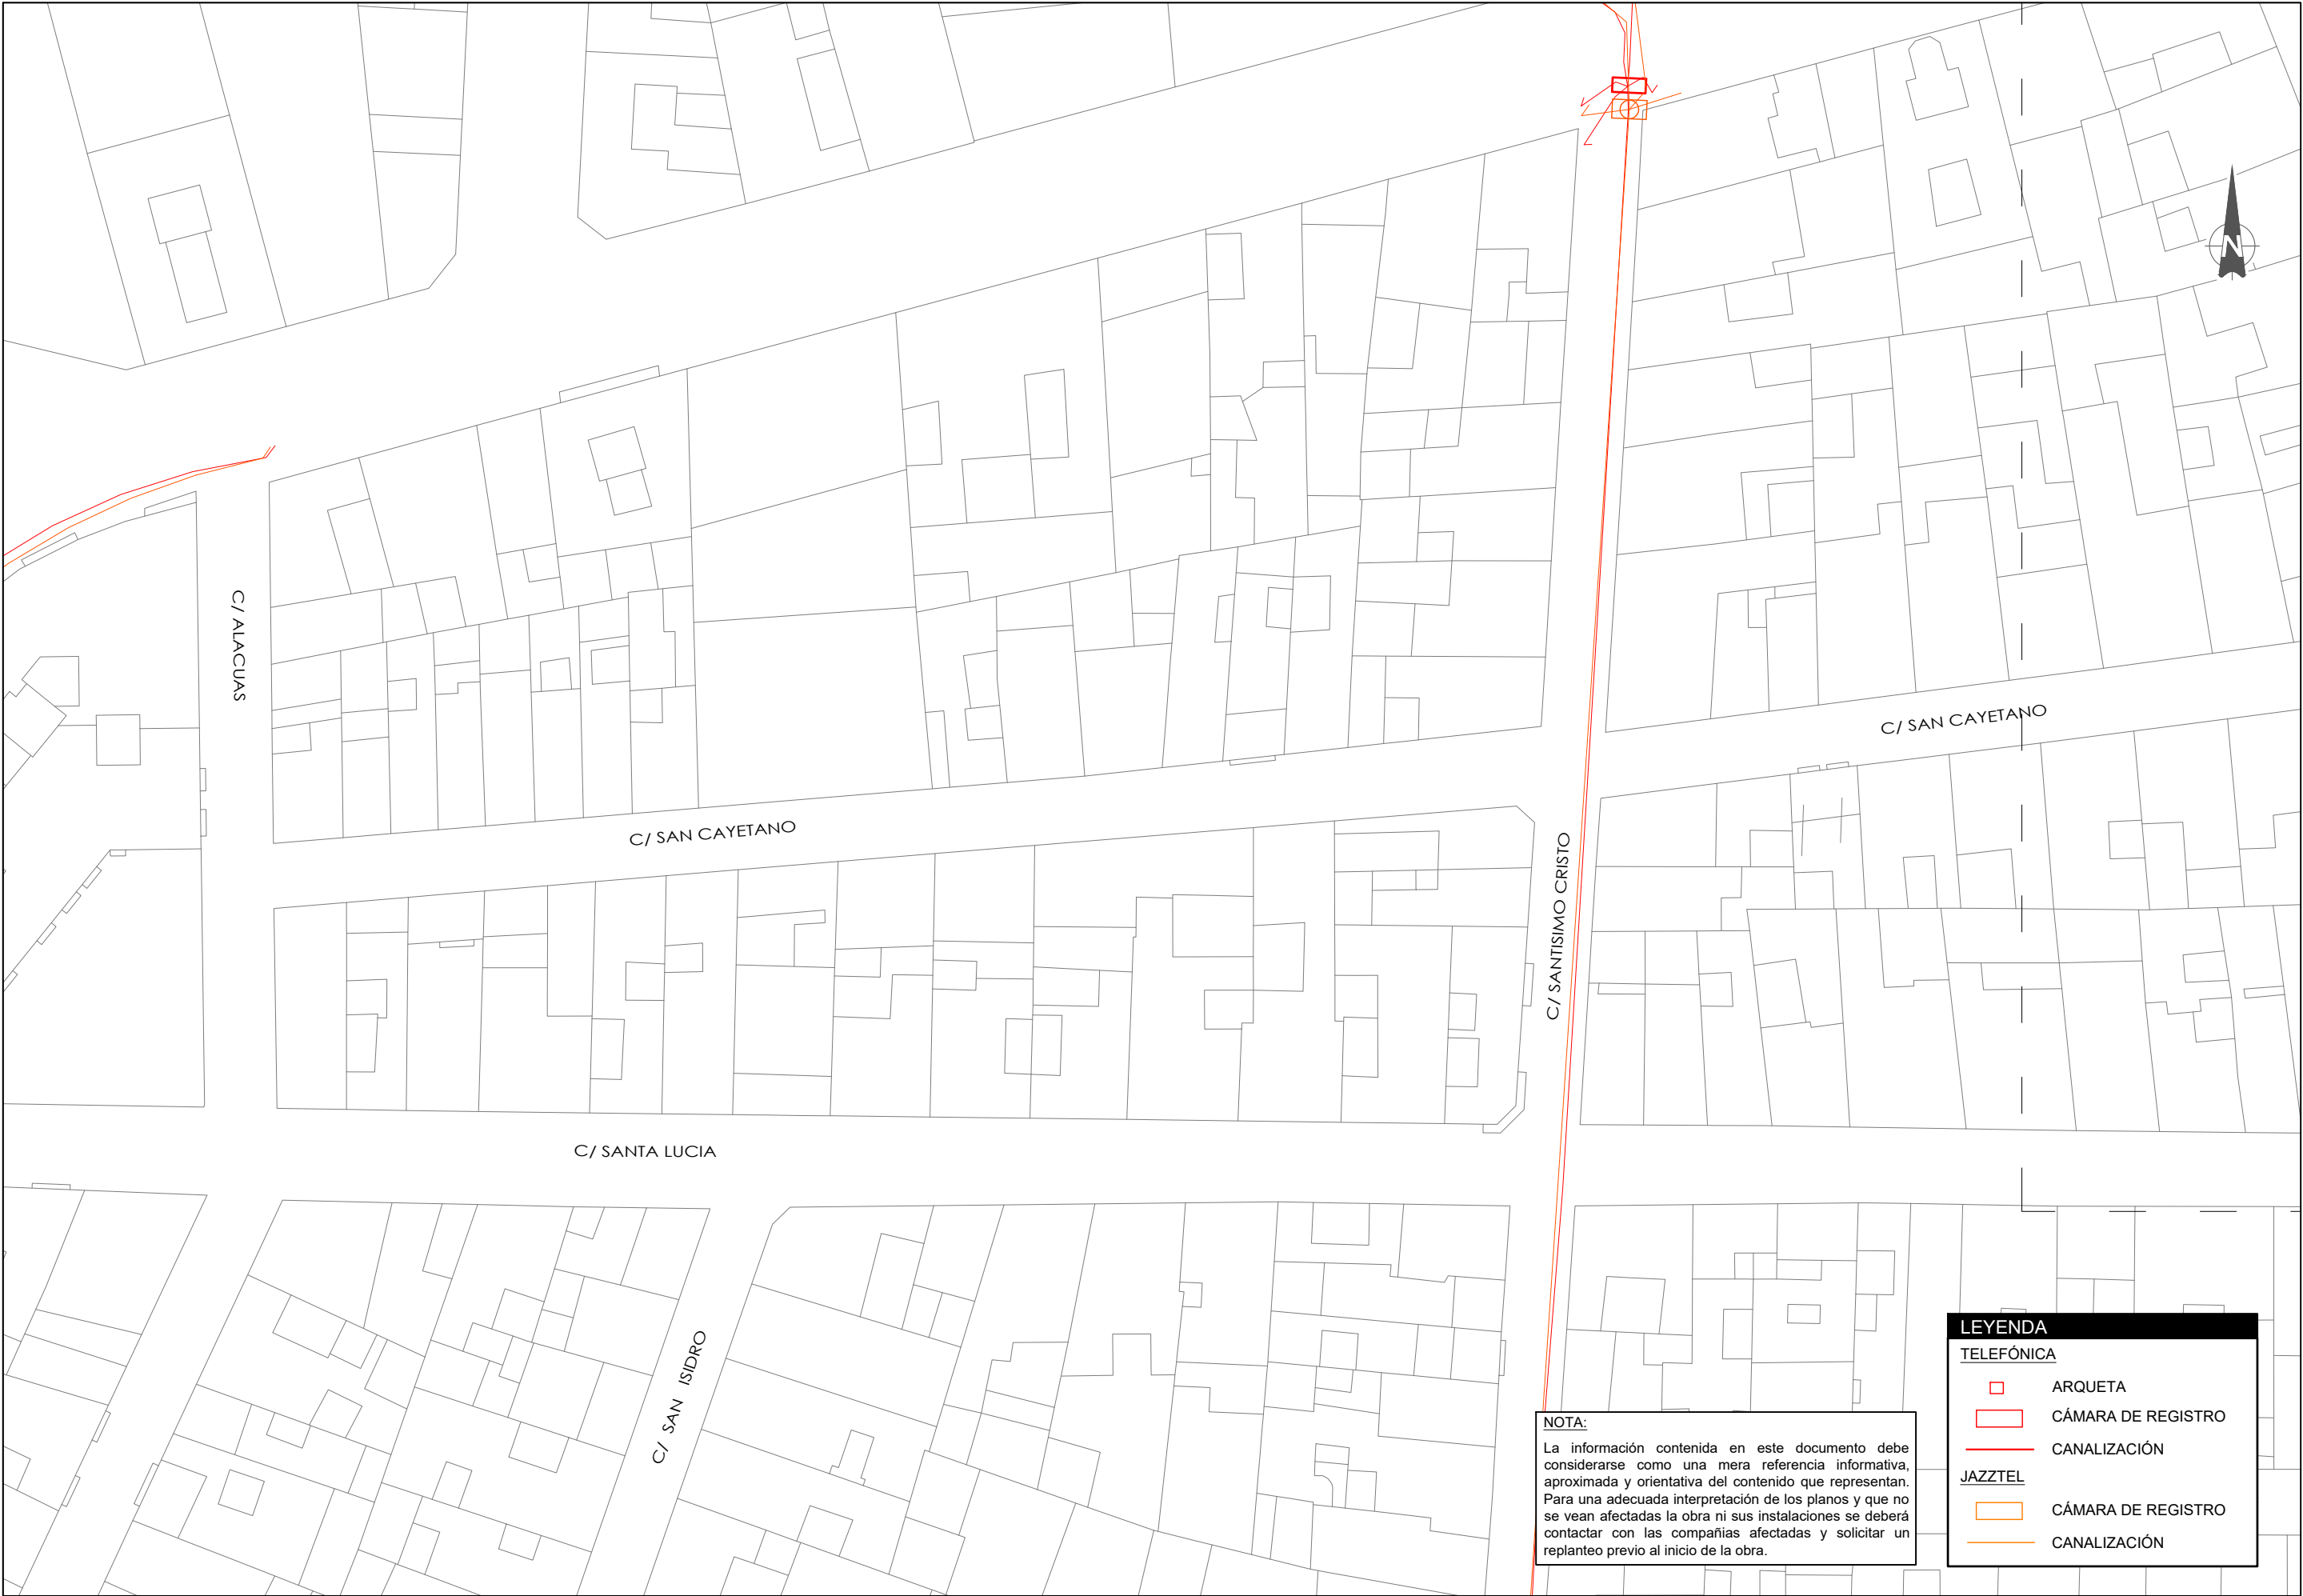 N
C/ ALACUAS
C/ SAN CAYETANO
C/ SAN CAYETANO
C/ SANTISIMO CRISTO
C/ SANTA LUCIA
C/ SAN ISIDRO
NOTA:
La información contenida en este documento debe
considerarse como una mera referencia informativa,
aproximada y orientativa del contenido que representan.
Para una adecuada interpretación de los planos y que no
se vean afectadas la obra ni sus instalaciones se deberá
contactar con las compañias afectadas y solicitar un
replanteo previo al inicio de la obra.
LEYENDA
TELEFÓNICA
ARQUETA
CÁMARA DE REGISTRO
CANALIZACIÓN
JAZZTEL
CÁMARA DE REGISTRO
CANALIZACIÓN